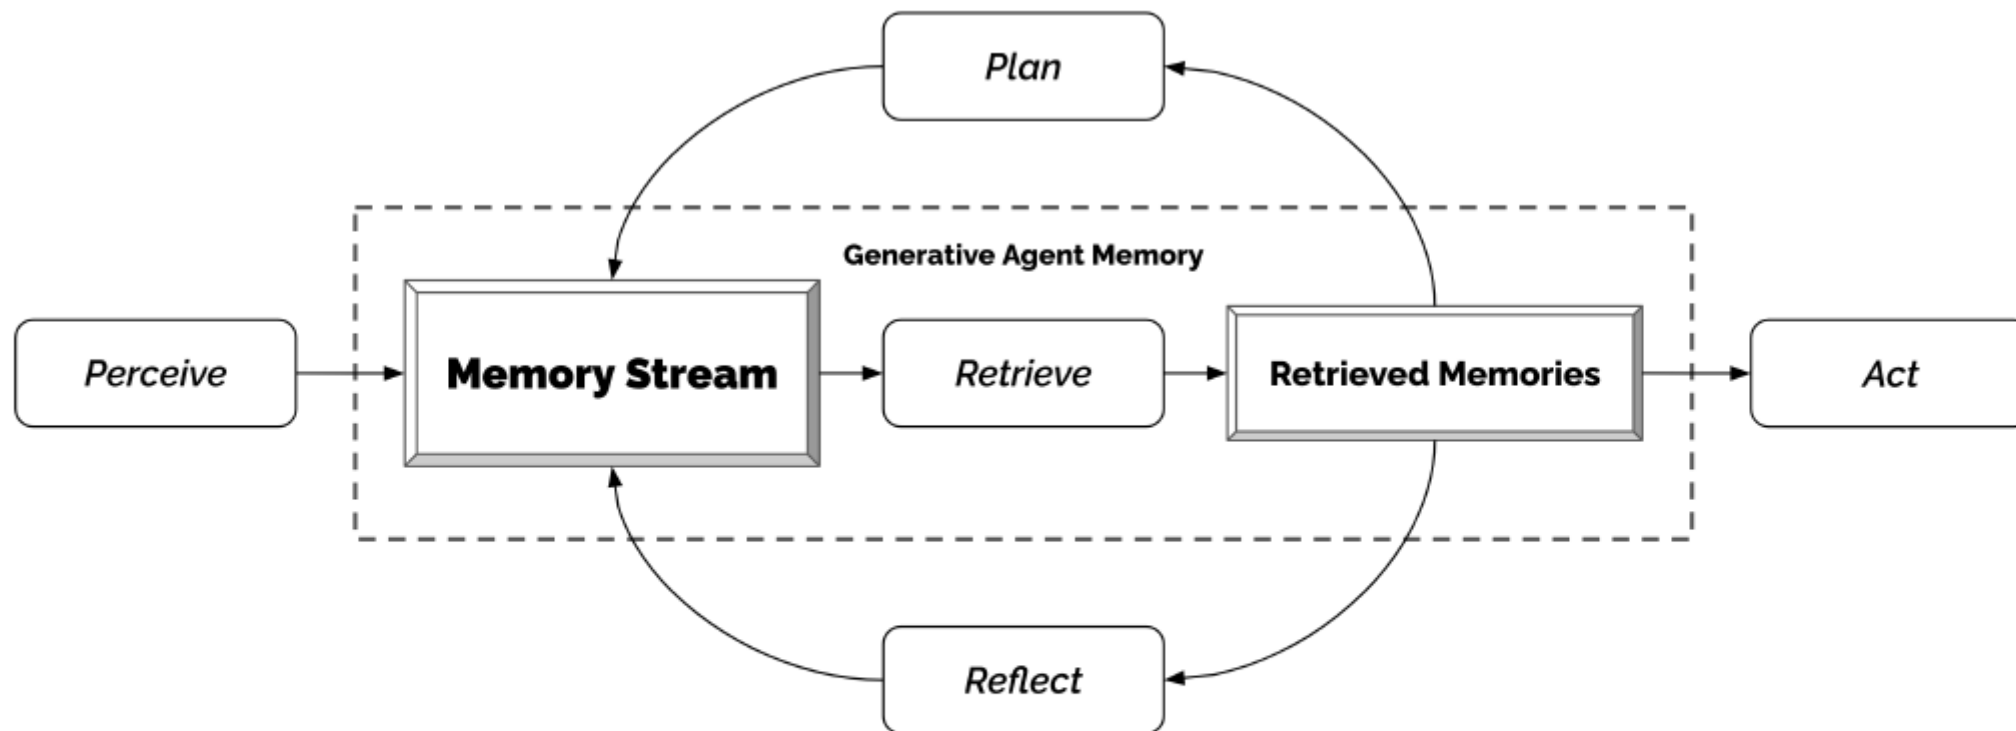 Plan
Generative Agent Memory
Perceive
Memory Stream
Retrieve
Retrieved Memories
Act
Reflect